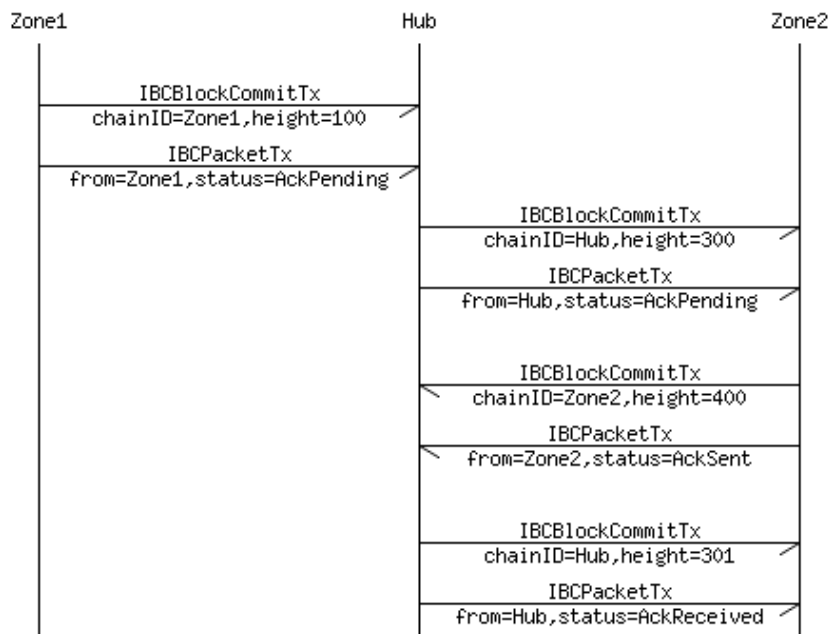 Zone1 Hub Zone2
IBCBlockCommitTx
chainID=Zone1,height=100
IBCPacketTx
from=Zone1,status=AckPending
IBCBlockCommitTx
chainID=Hub,height=300
IBCPacketTx
from=Hub,status=AckPending
IBCBlockCommitTx
chainID=Zone2,height=400
IBCPacketTx
from=Zone2,status=AckSent
IBCBlockCommitTx
chainID=Hub,height=301
IBCPacketTx
from=Hub,status=AckReceived